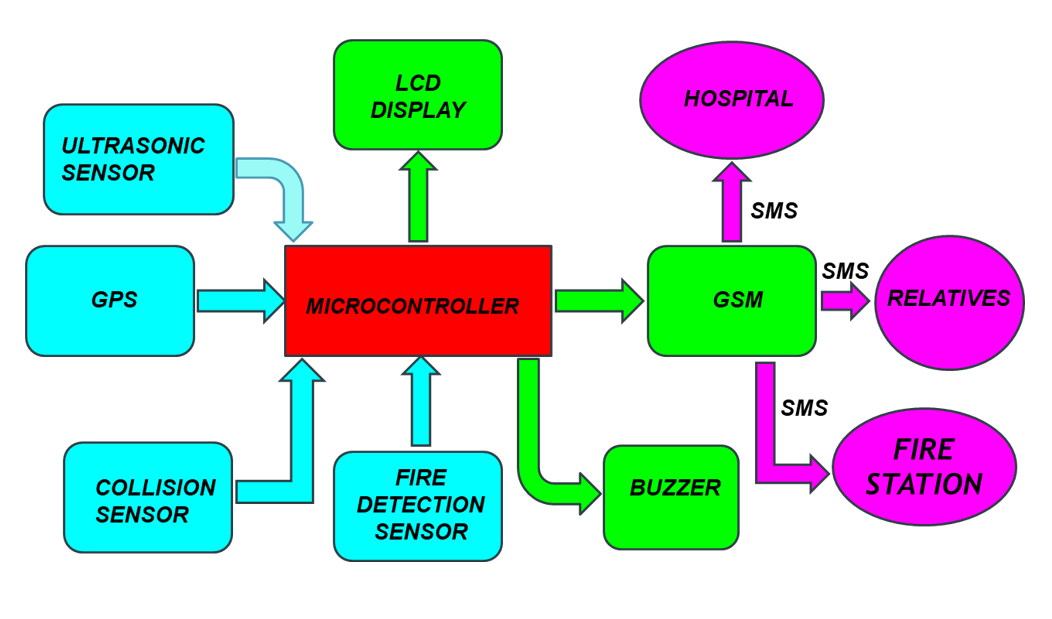 LCD
DISPLAY
HOSPITAL
ULTRASONIC
SENSOR
SMS
GPS
MICROCONTROLLER
GSM
SMS
RELATIVES
SMS
COLLISION
SENSOR
FIRE
DETECTION
SENSOR
BUZZER
FIRE
STATION